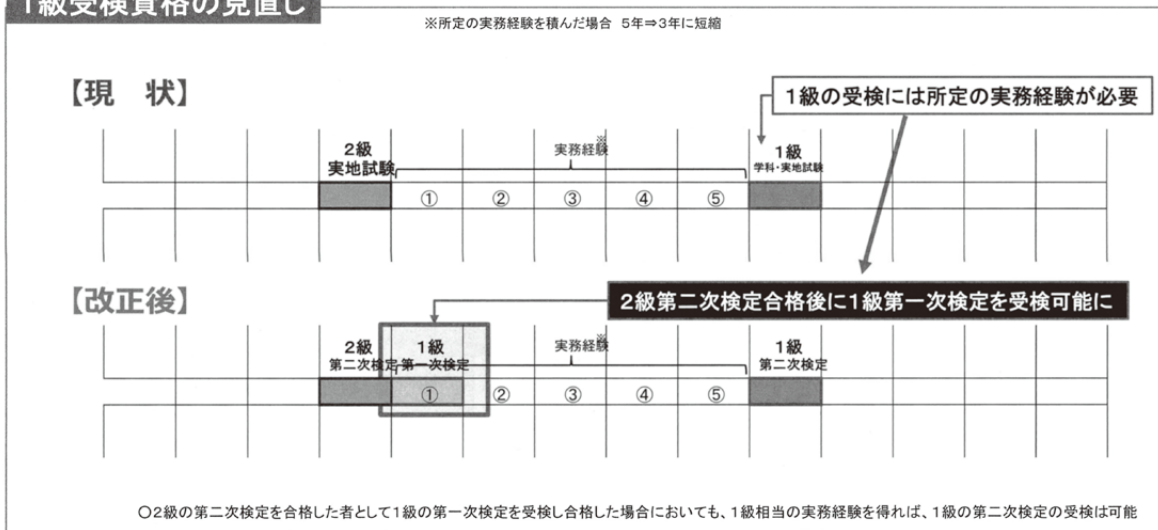 1級受検資格の見直し
※所定の実務経験を積んだ場合 5年⇒3年に短縮
【現 状】
1級の受検には所定の実務経験が必要
2級
実地試験
実務経験※
1級
学科・実地試験
① ② ③ ④ ⑤
【改正後】
2級第二次検定合格後に1級第一次検定を受検可能に
2級
第二次検定
1級
第一次検定
実務経験※
1級
第二次検定
① ② ③ ④ ⑤
○2級の第二次検定を合格した者として1級の第一次検定を受検し合格した場合においても、1級相当の実務経験を得れば、1級の第二次検定の受検は可能